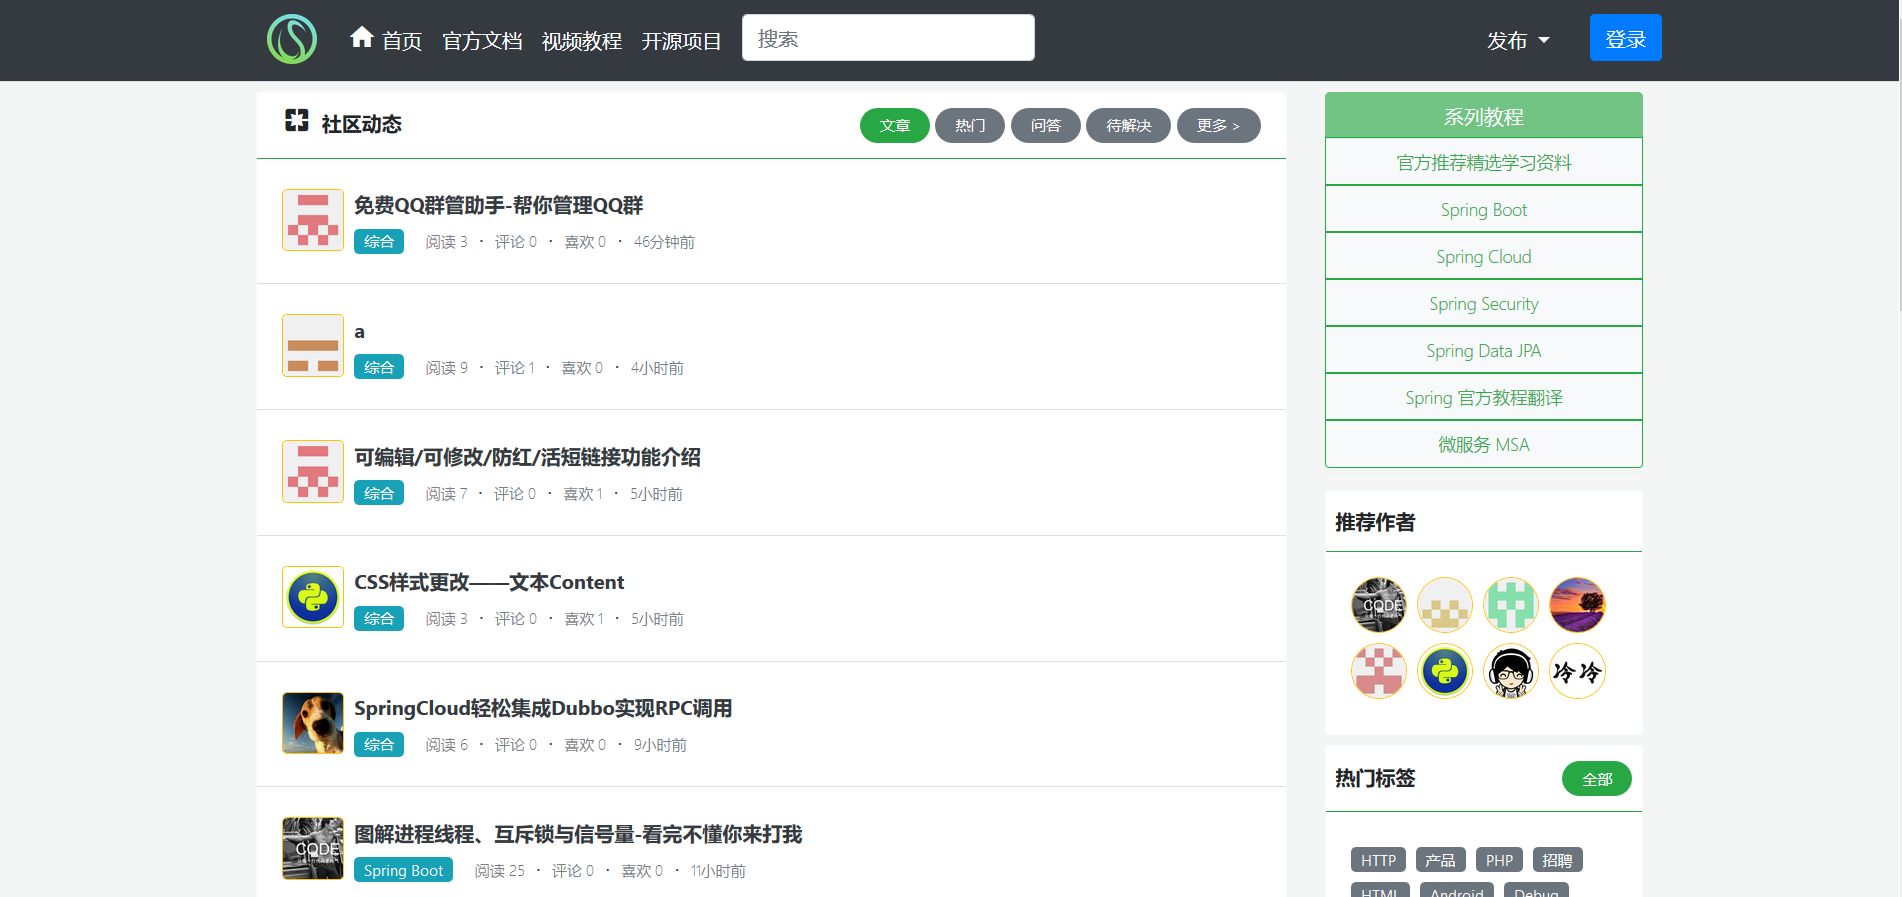 首页 官方文档 视频教程 开源项目 搜索 发布 登录
社区动态 文章 热门 问答 待解决 更多 >
免费QQ群管助手-帮你管理QQ群
综合 阅读 3 · 评论 0 · 喜欢 0 · 46分钟前
a
综合 阅读 9 · 评论 1 · 喜欢 0 · 4小时前
可编辑/可修改/防红/活短链接功能介绍
综合 阅读 7 · 评论 0 · 喜欢 1 · 5小时前
CSS样式更改——文本Content
综合 阅读 3 · 评论 0 · 喜欢 1 · 5小时前
SpringCloud轻松集成Dubbo实现RPC调用
综合 阅读 6 · 评论 0 · 喜欢 0 · 9小时前
CODE
图解进程线程、互斥锁与信号量-看完不懂你来打我
Spring Boot 阅读 25 · 评论 0 · 喜欢 0 · 11小时前
系列教程
官方推荐精选学习资料
Spring Boot
Spring Cloud
Spring Security
Spring Data JPA
Spring 官方教程翻译
微服务 MSA
推荐作者
CODE
冷冷
热门标签 全部
HTTP 产品 PHP 招聘
HTML Android Debug